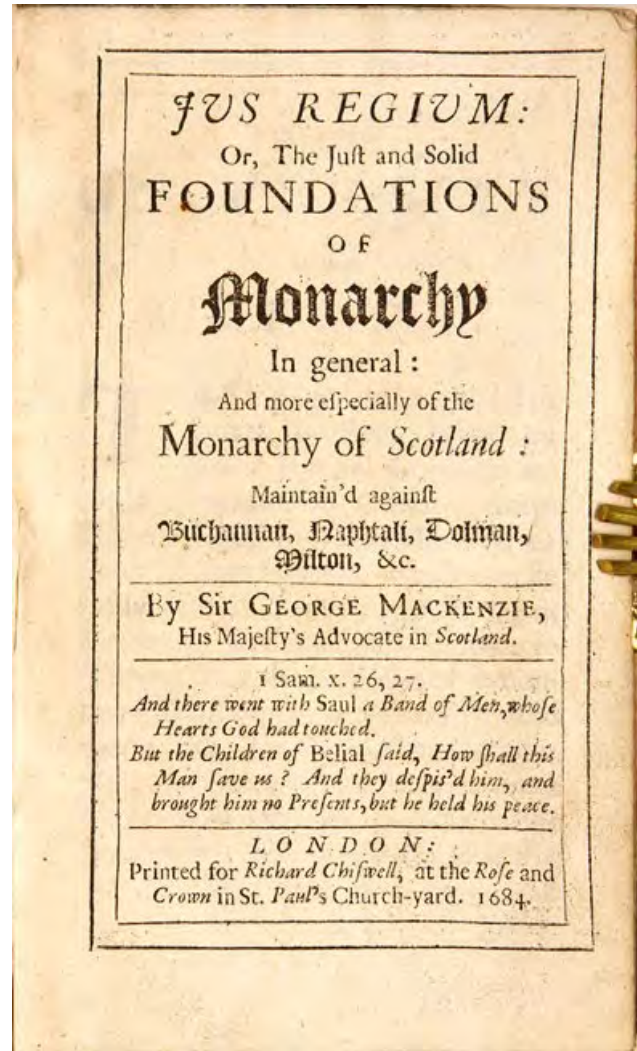 JVS REGIVM:
Or, The Juſt and Solid
FOUNDATIONS
OF
Monarchy
In general:
And more eſpecially of the
Monarchy of Scotland:
Maintain'd againſt
Buchannan, Naphtali, Dolman,
Milton, &c.
By Sir GEORGE MACKENZIE,
His Majeſty's Advocate in Scotland.
1 Sam. x. 26, 27.
And there went with Saul a Band of Men, whoſe
Hearts God had touched.
But the Children of Belial ſaid, How ſhall this
Man ſave us? And they deſpis'd him, and
brought him no Preſents, but he held his peace.
LONDON:
Printed for Richard Chiſwell, at the Roſe and
Crown in St. Paul's Church-yard. 1684.